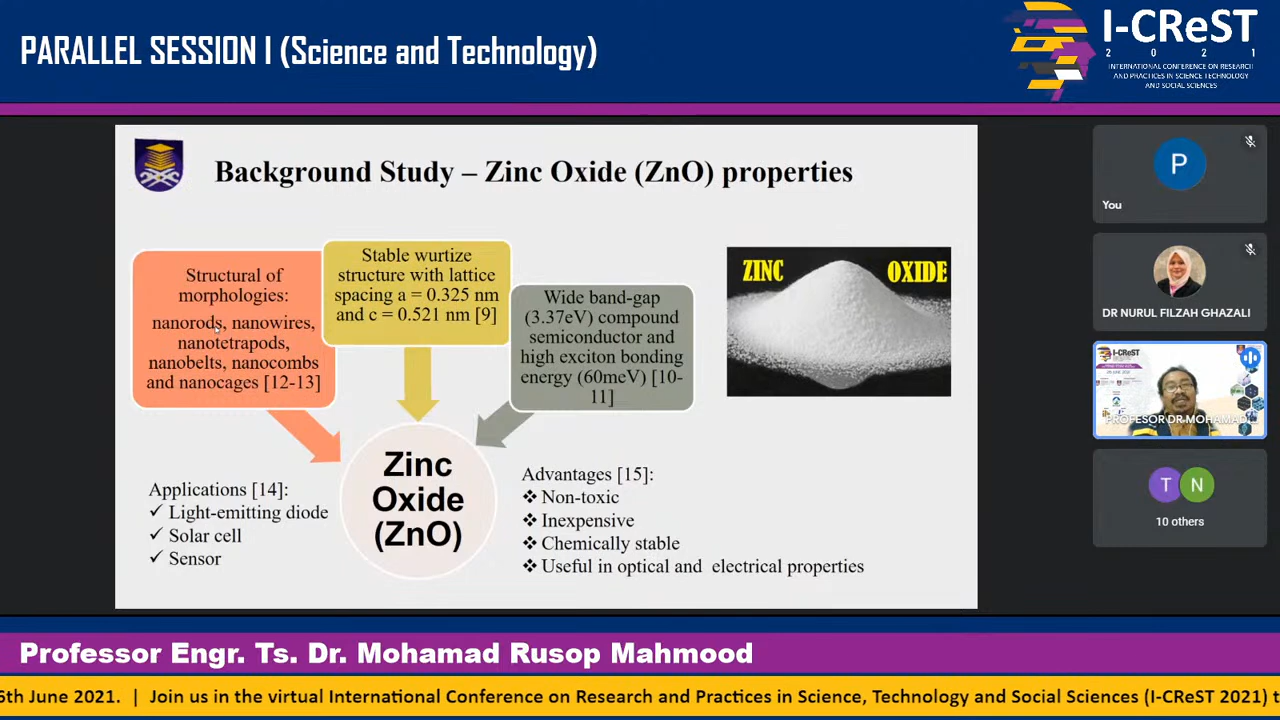 PARALLEL SESSION I (Science and Technology)
I-CReST
2 0 2 1
INTERNATIONAL CONFERENCE ON RESEARCH
AND PRACTICES IN SCIENCE TECHNOLOGY
AND SOCIAL SCIENCES
Background Study – Zinc Oxide (ZnO) properties
Structural of
morphologies:
nanorods, nanowires,
nanotetrapods,
nanobelts, nanocombs
and nanocages [12-13]
Stable wurtize
structure with lattice
spacing a = 0.325 nm
and c = 0.521 nm [9]
Wide band-gap
(3.37eV) compound
semiconductor and
high exciton bonding
energy (60meV) [10-
11]
ZINC OXIDE
Zinc
Oxide
(ZnO)
Applications [14]:
✓ Light-emitting diode
✓ Solar cell
✓ Sensor
Advantages [15]:
❖ Non-toxic
❖ Inexpensive
❖ Chemically stable
❖ Useful in optical and electrical properties
P
You
DR NURUL FILZAH GHAZALI
I-CReST
PROFESOR DR MOHAMAD
T N
10 others
Professor Engr. Ts. Dr. Mohamad Rusop Mahmood
6th June 2021. | Join us in the virtual International Conference on Research and Practices in Science, Technology and Social Sciences (I-CReST 2021) t